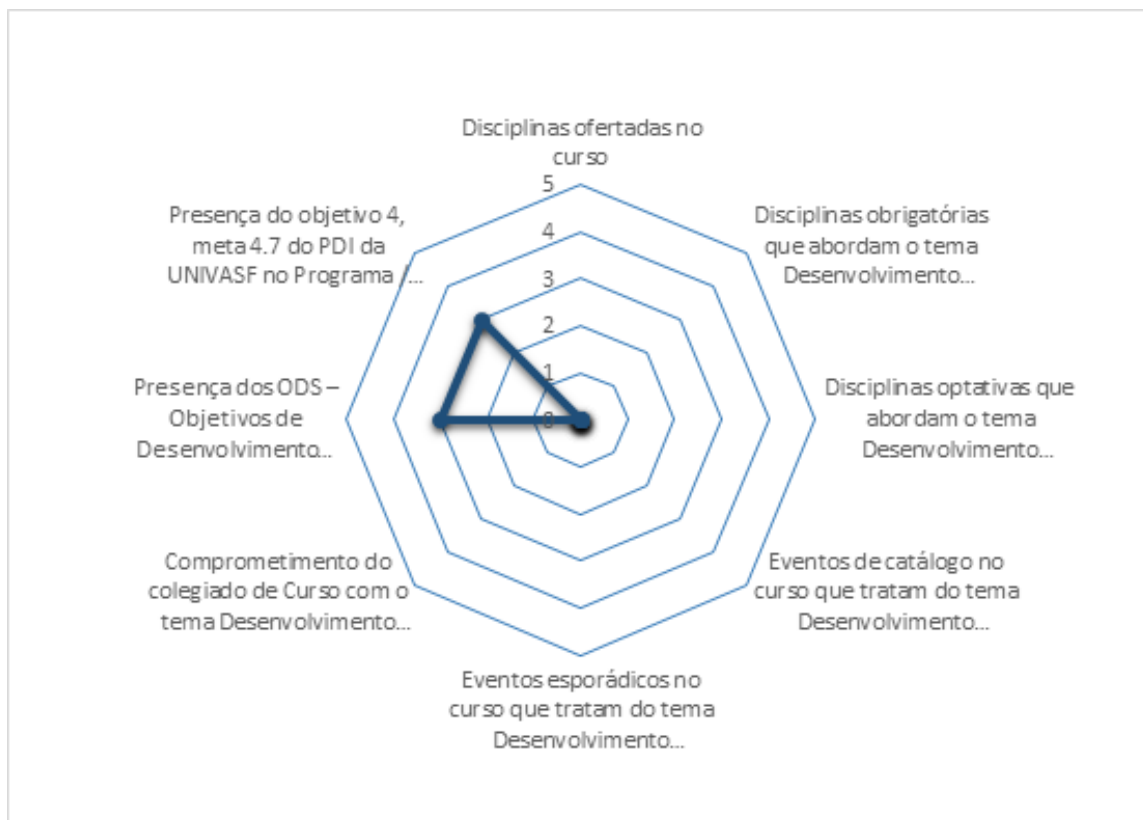 Disciplinas ofertadas no
curso
5
4
3
2
1
0
Disciplinas obrigatórias
que abordam o tema
Desenvolvimento...
Disciplinas optativas que
abordam o tema
Desenvolvimento...
Eventos de catálogo no
curso que tratam do tema
Desenvolvimento...
Eventos esporádicos no
curso que tratam do tema
Desenvolvimento...
Comprometimento do
colegiado de Curso com o
tema Desenvolvimento...
Presença dos ODS –
Objetivos de
Desenvolvimento...
Presença do objetivo 4,
meta 4.7 do PDI da
UNIVASF no Programa /...